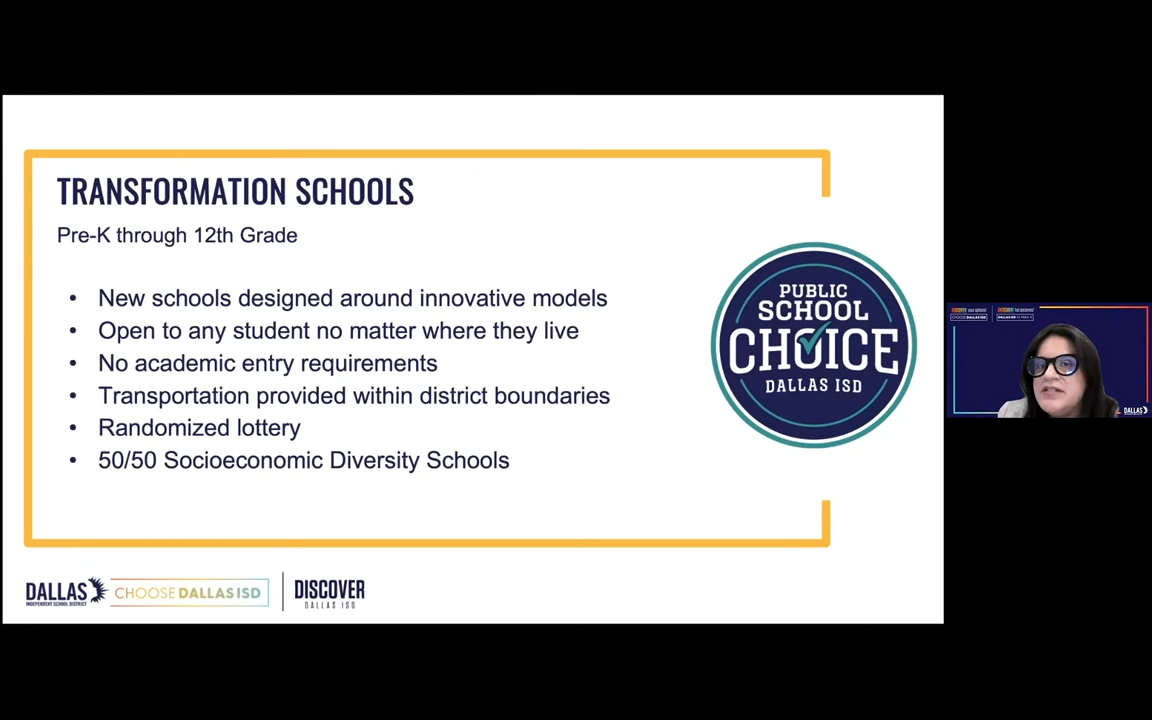 TRANSFORMATION SCHOOLS
Pre-K through 12th Grade
• New schools designed around innovative models
• Open to any student no matter where they live
• No academic entry requirements
• Transportation provided within district boundaries
• Randomized lottery
• 50/50 Socioeconomic Diversity Schools
PUBLIC
SCHOOL
CHOICE
DALLAS ISD
DALLAS
INDEPENDENT SCHOOL DISTRICT
CHOOSEDALLASISD
DISCOVER
DALLAS ISD
CHOOSE DALLAS ISD
DALLAS